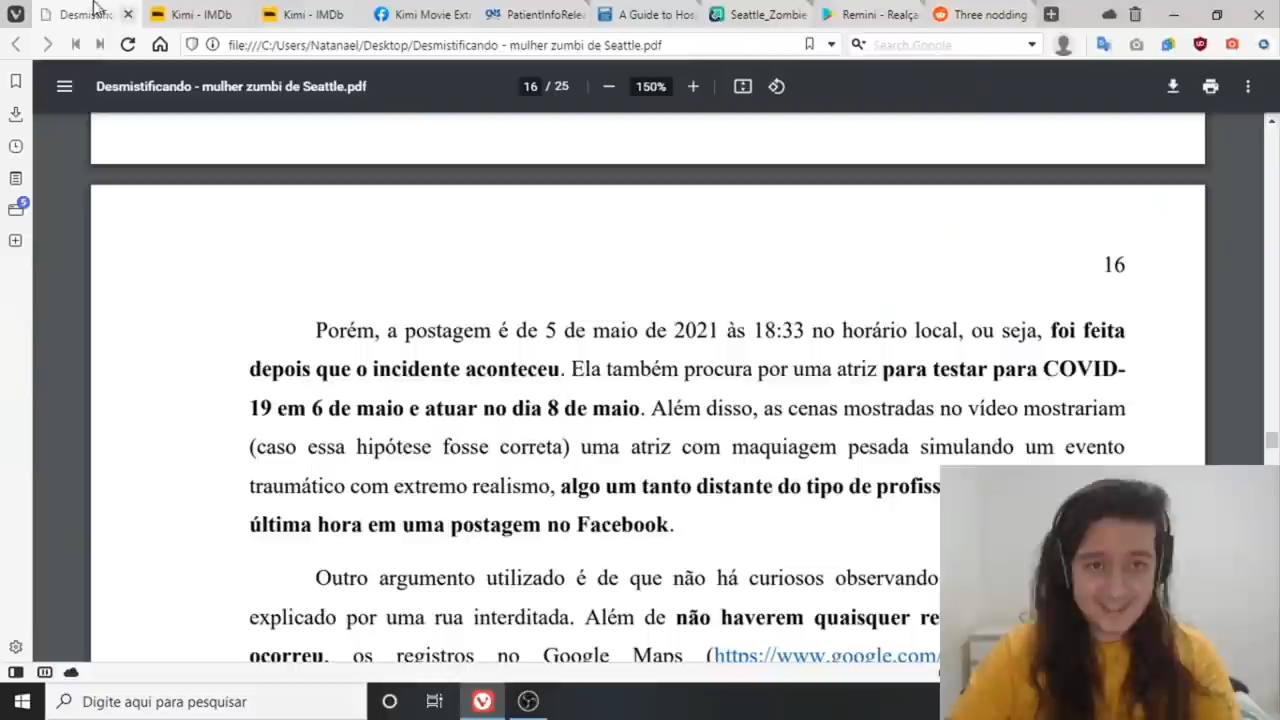 Desmistific
Kimi - IMDb
Kimi - IMDb
Kimi Movie Ext
PatientInfoRele
A Guide to Hos
Seattle_Zombie
Remini - Realça
Three nodding
file:///C:/Users/Natanael/Desktop/Desmistificando - mulher zumbi de Seattle.pdf
Search Google
Desmistificando - mulher zumbi de Seattle.pdf
16 / 25
150%
5
16
Porém, a postagem é de 5 de maio de 2021 às 18:33 no horário local, ou seja, foi feita
depois que o incidente aconteceu. Ela também procura por uma atriz para testar para COVID-
19 em 6 de maio e atuar no dia 8 de maio. Além disso, as cenas mostradas no vídeo mostrariam
(caso essa hipótese fosse correta) uma atriz com maquiagem pesada simulando um evento
traumático com extremo realismo, algo um tanto distante do tipo de profiss
última hora em uma postagem no Facebook.
Outro argumento utilizado é de que não há curiosos observando
explicado por uma rua interditada. Além de não haverem quaisquer re
ocorreu, os registros no Google Maps (https://www.google.com/
Digite aqui para pesquisar